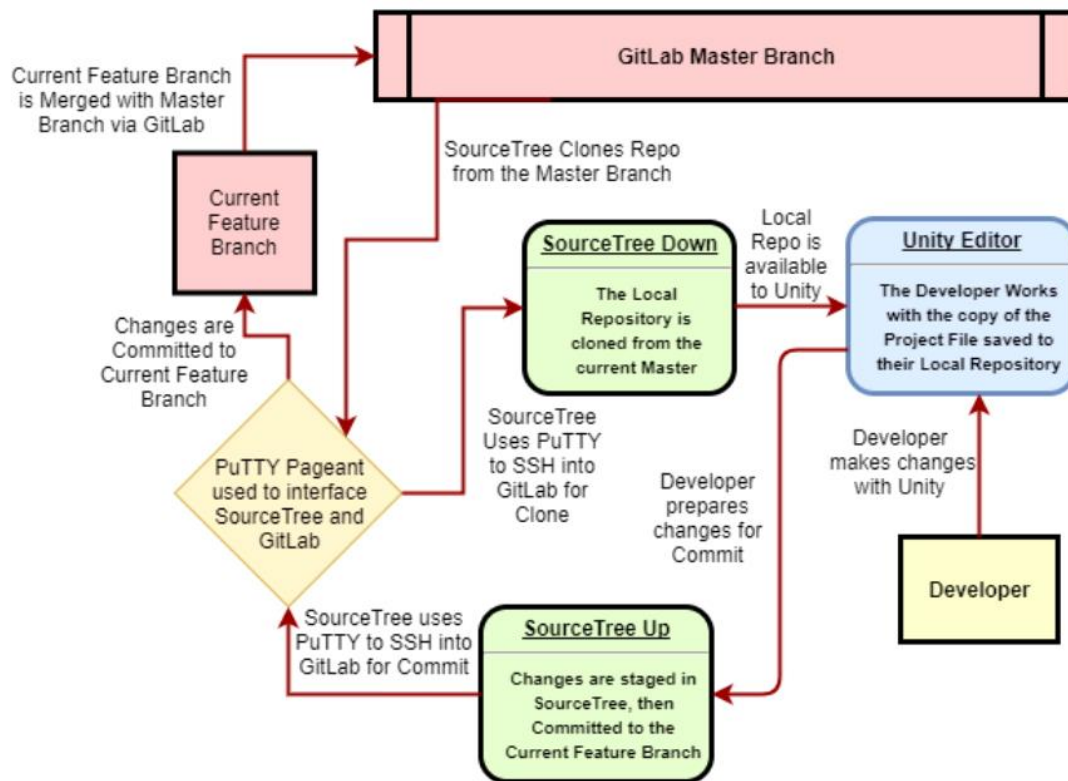 GitLab Master Branch
Current Feature Branch
is Merged with Master
Branch via GitLab
SourceTree Clones Repo
from the Master Branch
Current
Feature
Branch
SourceTree Down
The Local
Repository is
cloned from the
current Master
Local
Repo is
available
to Unity
Unity Editor
The Developer Works
with the copy of the
Project File saved to
their Local Repository
Changes are
Committed to
Current Feature
Branch
SourceTree
Uses PuTTY
to SSH into
GitLab for
Clone
PuTTY Pageant
used to interface
SourceTree and
GitLab
Developer
prepares
changes for
Commit
Developer
makes changes
with Unity
Developer
SourceTree uses
PuTTY to SSH into
GitLab for Commit
SourceTree Up
Changes are staged in
SourceTree, then
Committed to the
Current Feature Branch